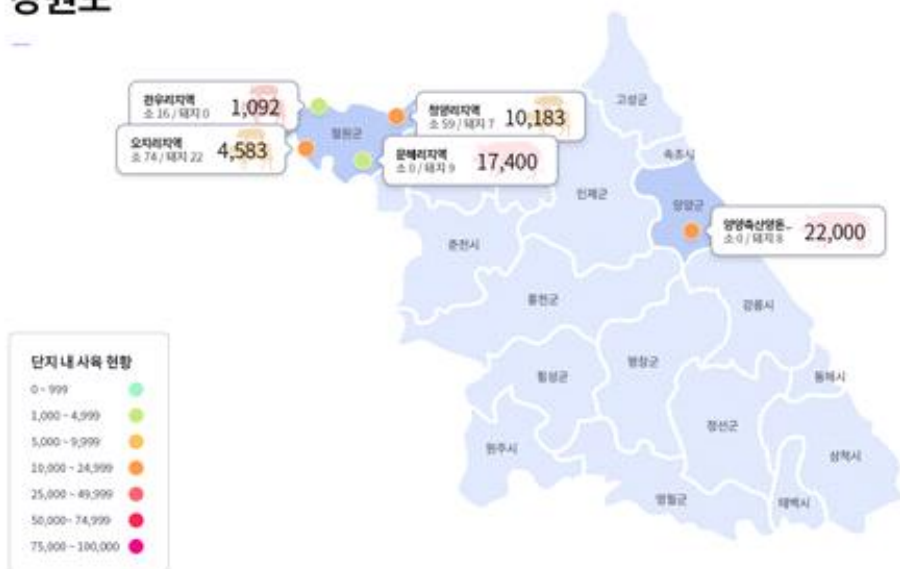 강원도
관우리지역
소 16 / 돼지 0
1,092
오지리지역
소 74 / 돼지 22
4,583
청양리지역
소 59 / 돼지 7
10,183
문혜리지역
소 0 / 돼지 9
17,400
양양축산영돈..
소 0 / 돼지 8
22,000
철원군
고성군
속초시
인제군
양양군
춘천시
홍천군
강릉시
횡성군
평창군
동해시
정선군
원주시
삼척시
영월군
태백시
단지 내 사육 현황
0 ~ 999
1,000 ~ 4,999
5,000 ~ 9,999
10,000 ~ 24,999
25,000 ~ 49,999
50,000 ~ 74,999
75,000 ~ 100,000